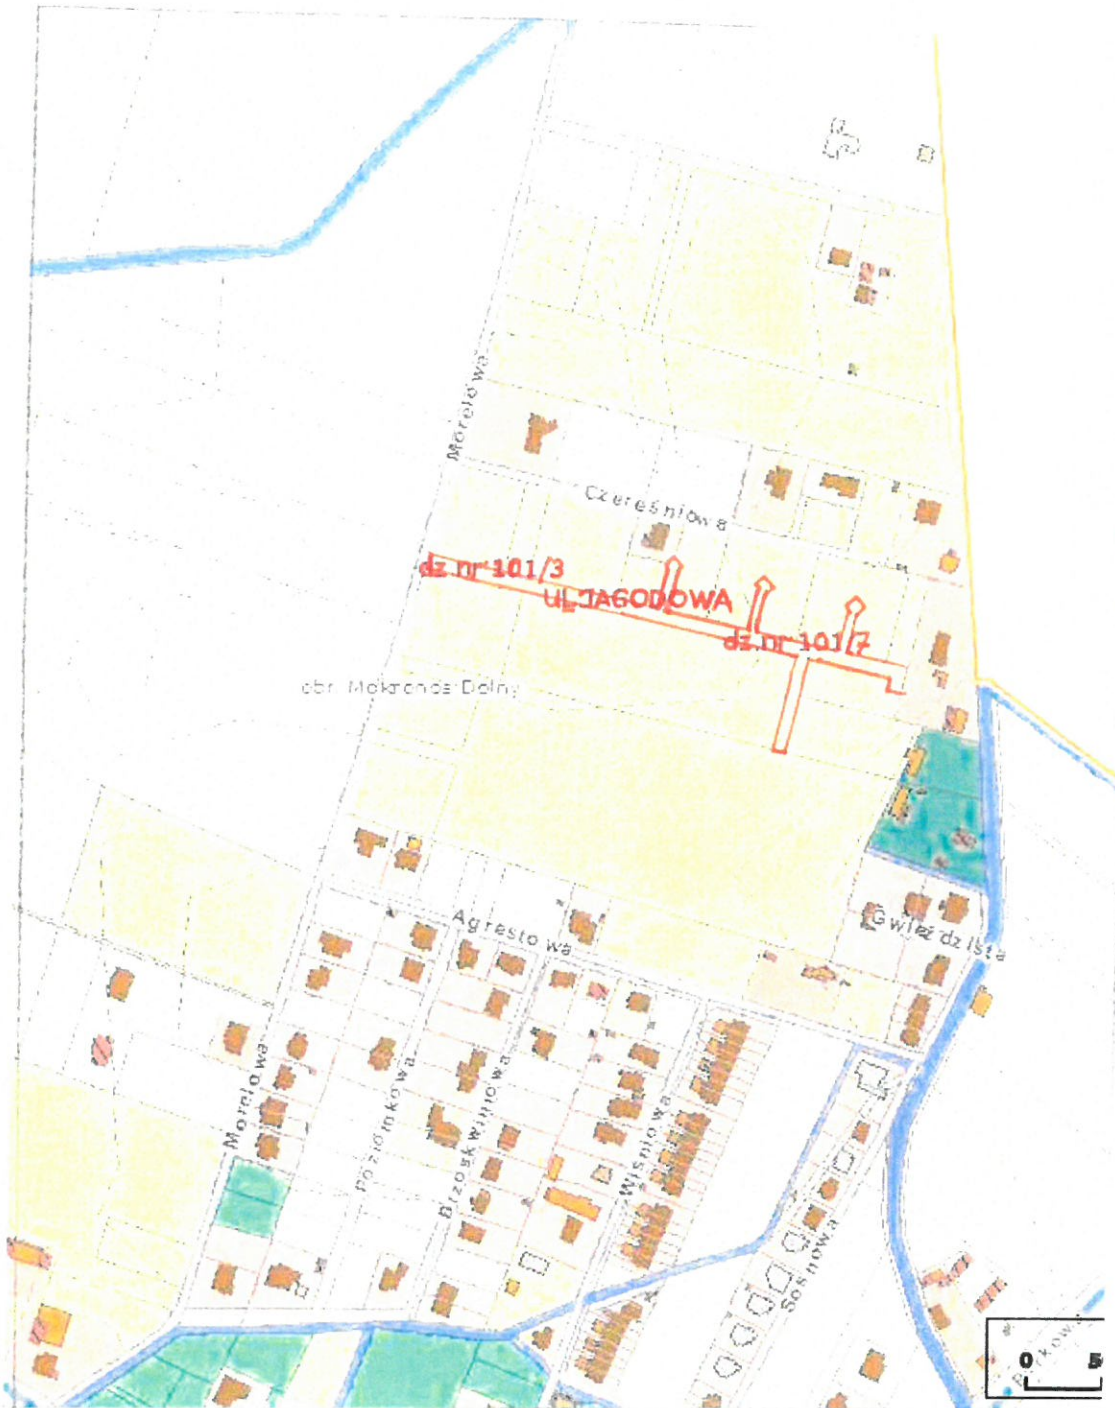 Morelowa
Czereśniowa
dz.nr 101/3
UL.JAGODOWA
dz.nr 101/7
obr. Mokronos Dolny
Agrestowa
Gwieździsta
Morelowa
Poziomkowa
Brzoskwiniowa
Wiśniowa
Sosnowa
0 5